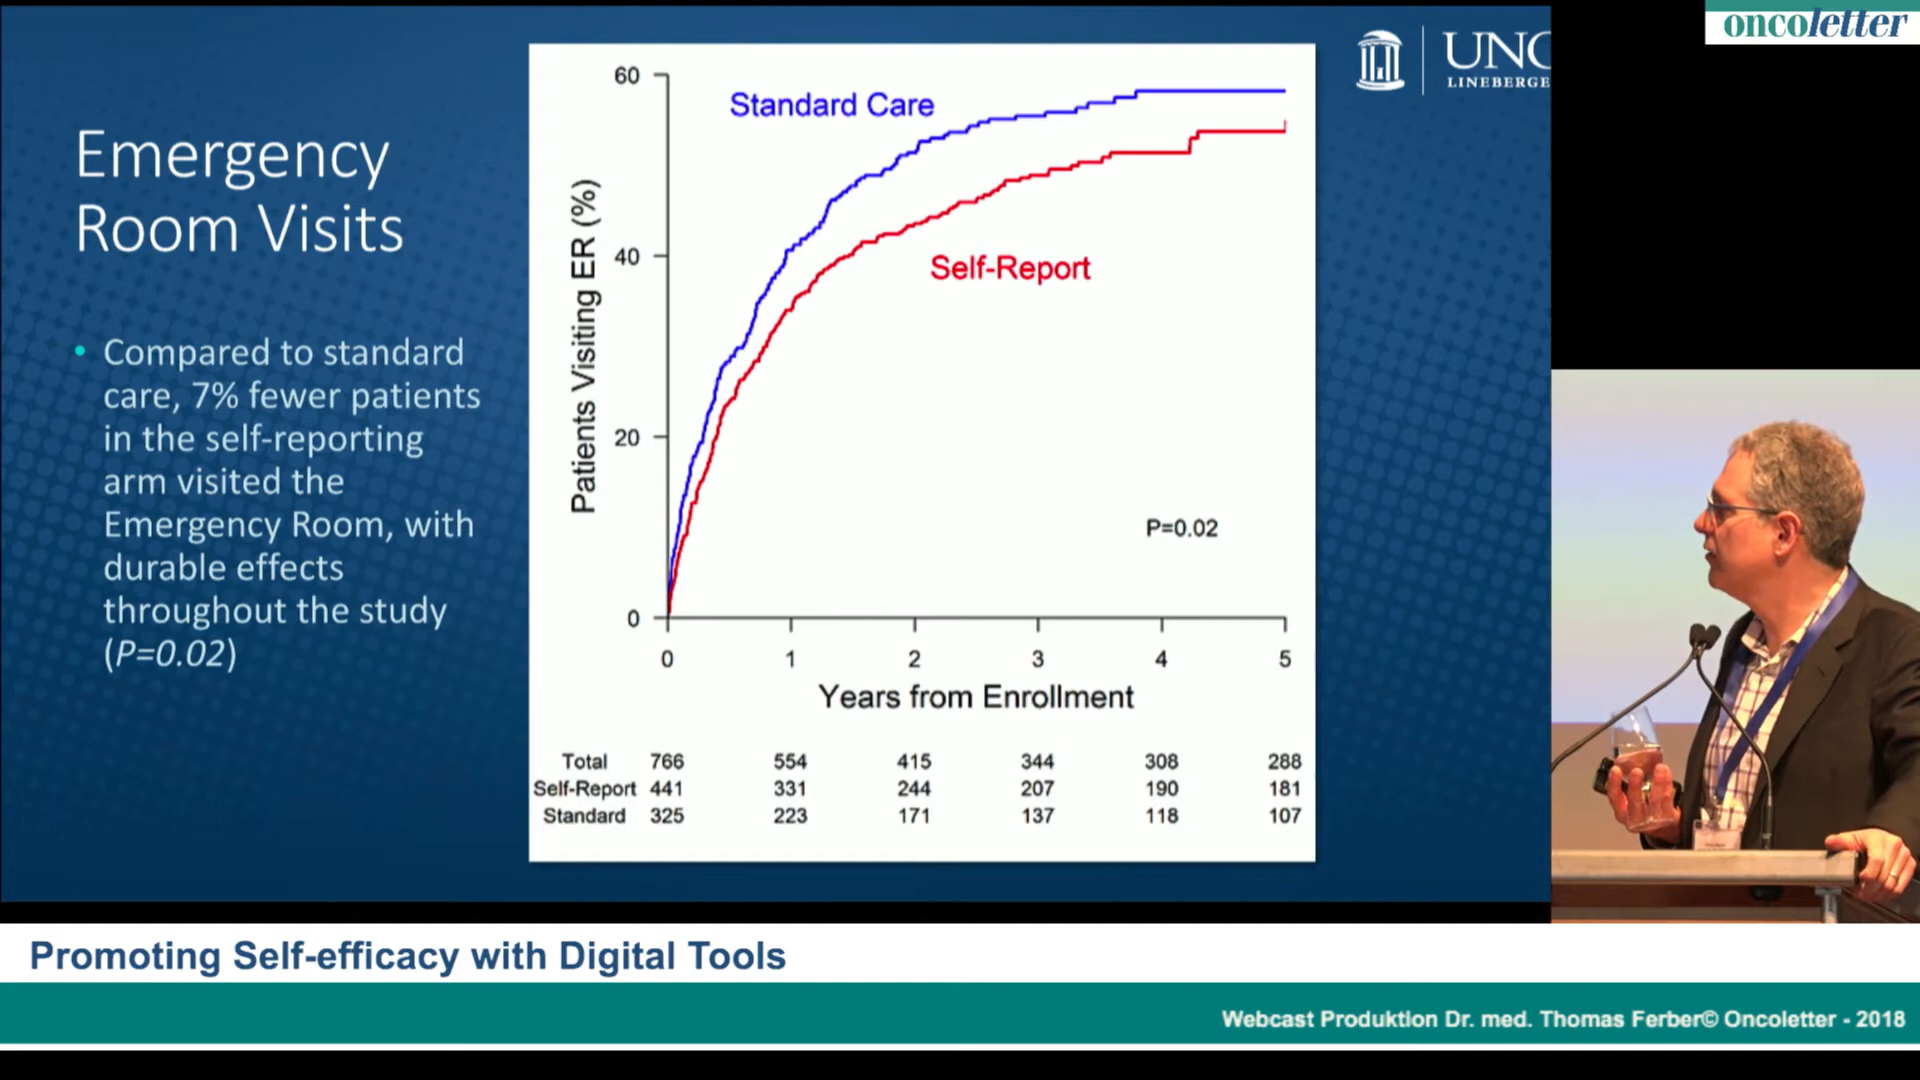 oncoletter
UNC
LINEBERGE
Emergency
Room Visits
• Compared to standard
care, 7% fewer patients
in the self-reporting
arm visited the
Emergency Room, with
durable effects
throughout the study
(P=0.02)
60
40
20
0
Patients Visiting ER (%)
Standard Care
Self-Report
P=0.02
0 1 2 3 4 5
Years from Enrollment
Total 766 554 415 344 308 288
Self-Report 441 331 244 207 190 181
Standard 325 223 171 137 118 107
Promoting Self-efficacy with Digital Tools
Webcast Produktion Dr. med. Thomas Ferber© Oncoletter - 2018